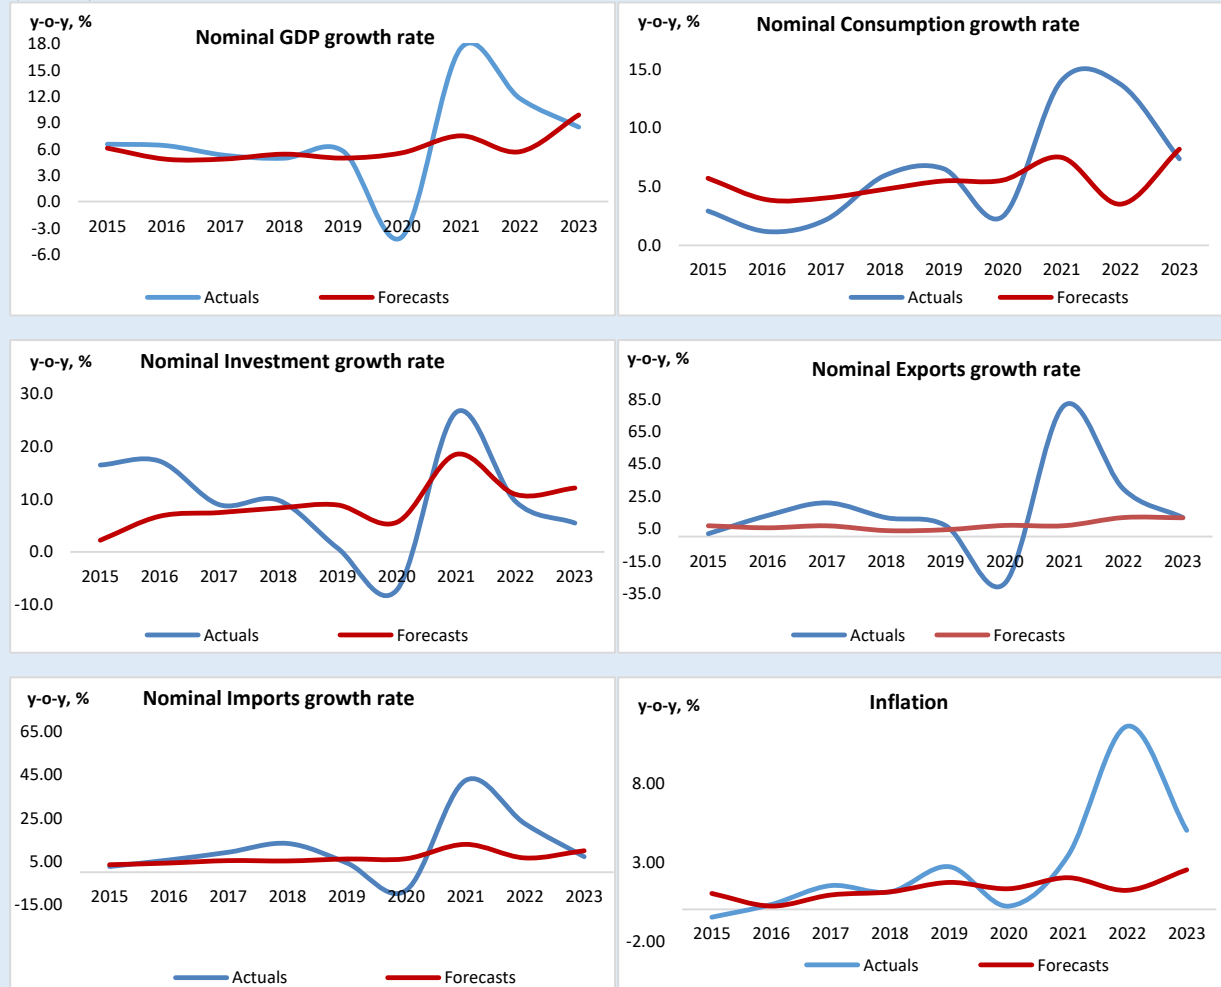 y-o-y, %
Nominal GDP growth rate
18.0
15.0
12.0
9.0
6.0
3.0
0.0
-3.0
-6.0
2015 2016 2017 2018 2019 2020 2021 2022 2023
Actuals Forecasts
y-o-y, %
Nominal Consumption growth rate
15.0
10.0
5.0
0.0
2015 2016 2017 2018 2019 2020 2021 2022 2023
Actuals Forecasts
y-o-y, %
Nominal Investment growth rate
30.0
20.0
10.0
0.0
-10.0
2015 2016 2017 2018 2019 2020 2021 2022 2023
Actuals Forecasts
y-o-y, %
Nominal Exports growth rate
85.0
65.0
45.0
25.0
5.0
-15.0
-35.0
2015 2016 2017 2018 2019 2020 2021 2022 2023
Actuals Forecasts
y-o-y, %
Nominal Imports growth rate
65.00
45.00
25.00
5.00
-15.00
2015 2016 2017 2018 2019 2020 2021 2022 2023
Actuals Forecasts
y-o-y, %
Inflation
8.00
3.00
-2.00
2015 2016 2017 2018 2019 2020 2021 2022 2023
Actuals Forecasts